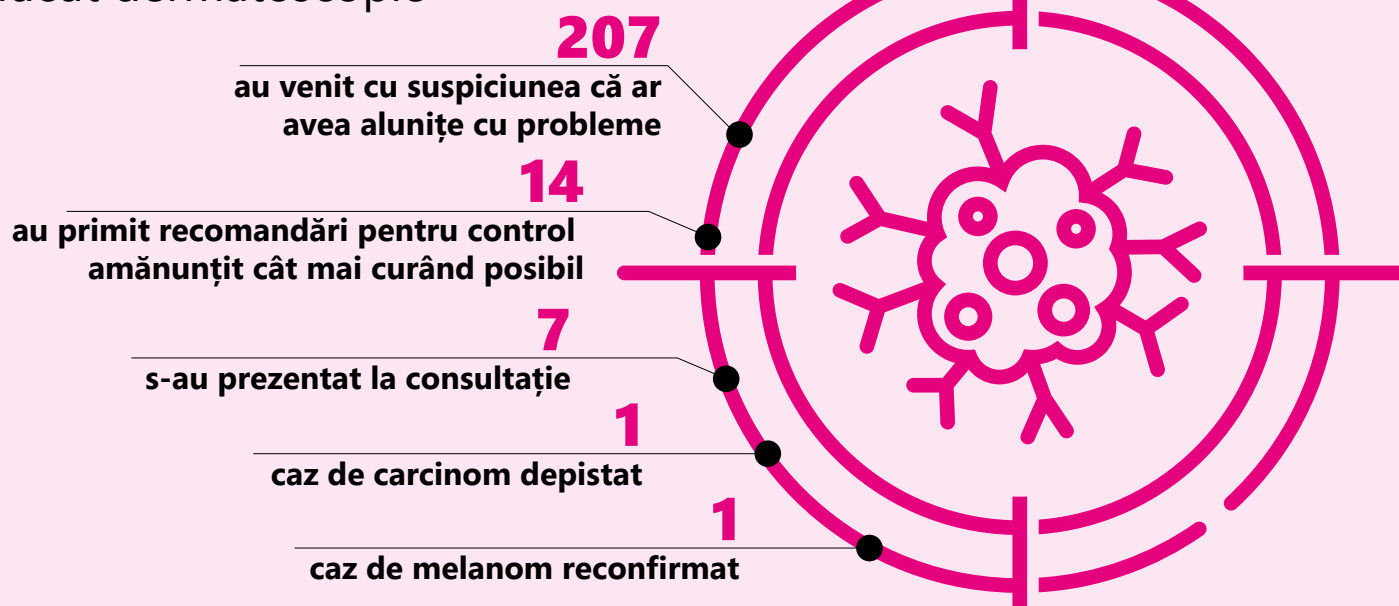 dermatoscopie
207
au venit cu suspiciunea că ar
avea alunițe cu probleme
14
au primit recomandări pentru control
amănunțit cât mai curând posibil
7
s-au prezentat la consultație
1
caz de carcinom depistat
1
caz de melanom reconfirmat